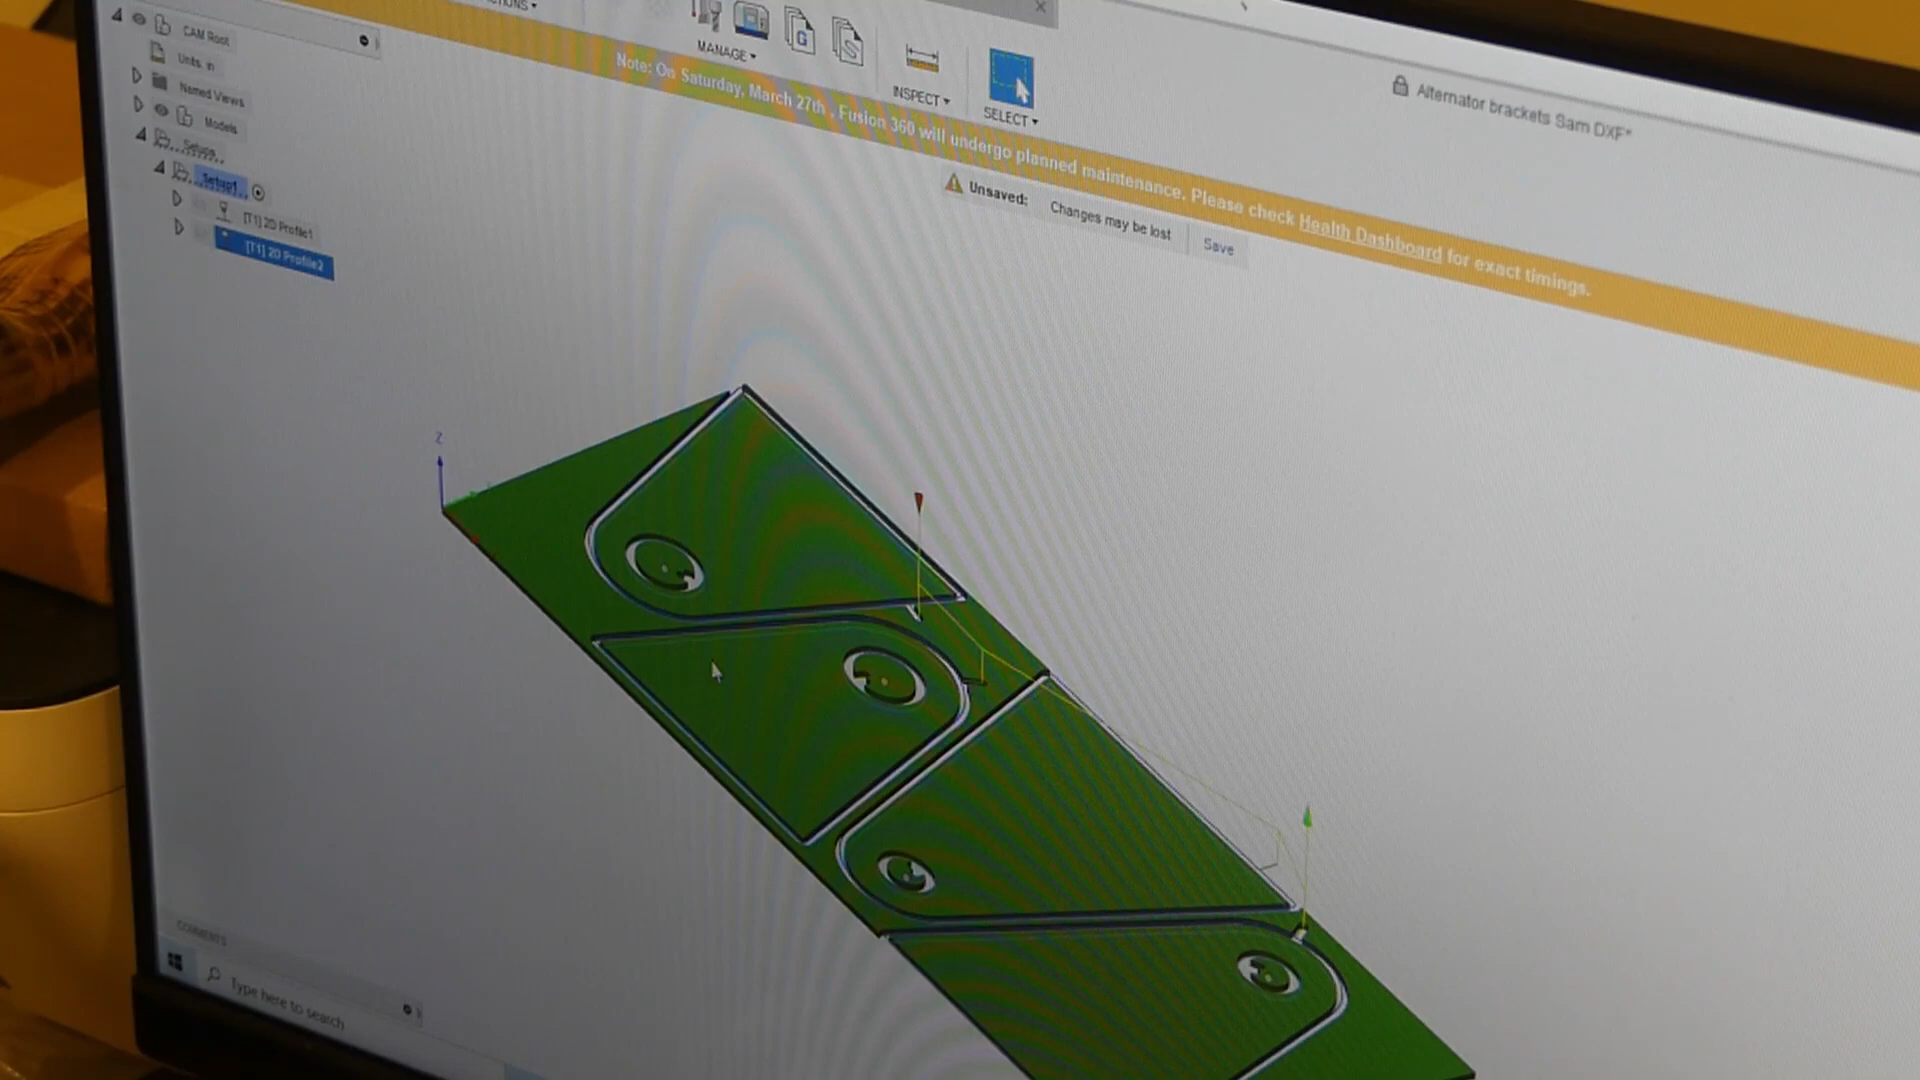 MANAGE
INSPECT
SELECT
Alternator brackets Sam DXF*
Note: On Saturday, March 27th , Fusion 360 will undergo planned maintenance. Please check Health Dashboard for exact timings.
Unsaved: Changes may be lost Save
CAM Root
Units: in
Named Views
Models
Setups
Setup1
[T1] 2D Profile1
[T1] 2D Profile2
Z
COMMENTS
Type here to search